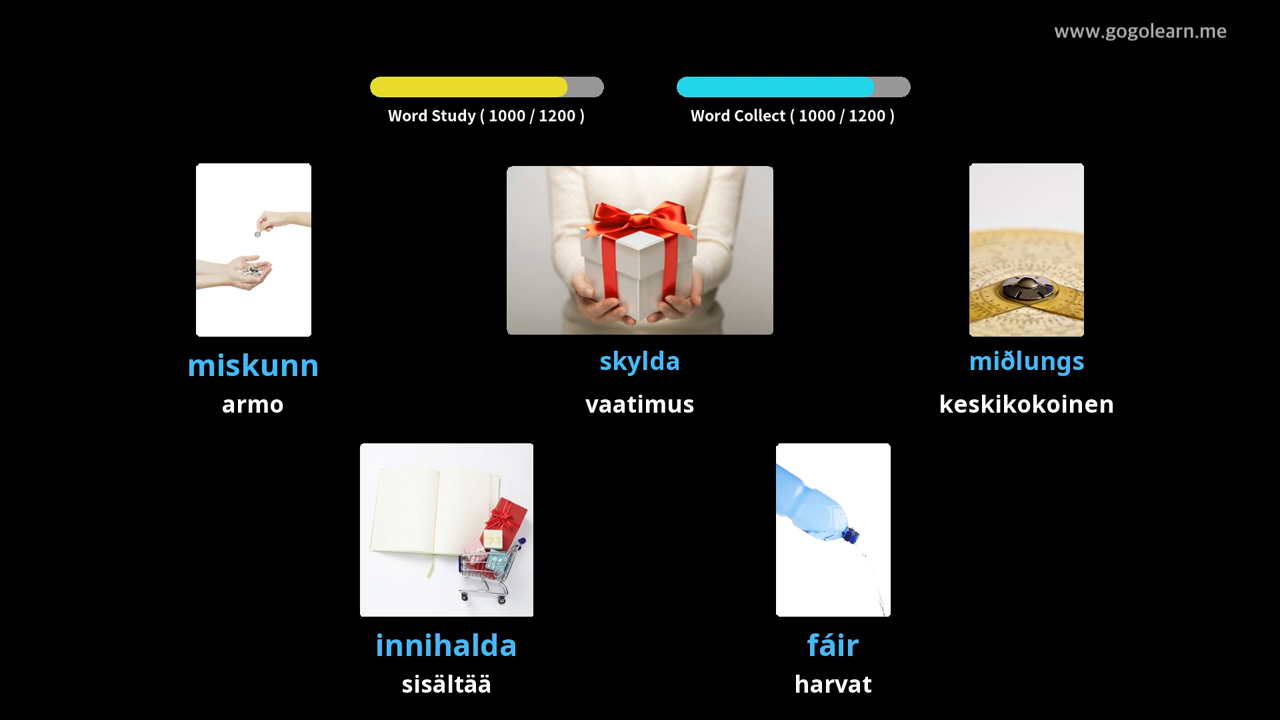 www.gogolearn.me
Word Study ( 1000 / 1200 )
Word Collect ( 1000 / 1200 )
miskunn
armo
skylda
vaatimus
miðlungs
keskikokoinen
innihalda
sisältää
fáir
harvat